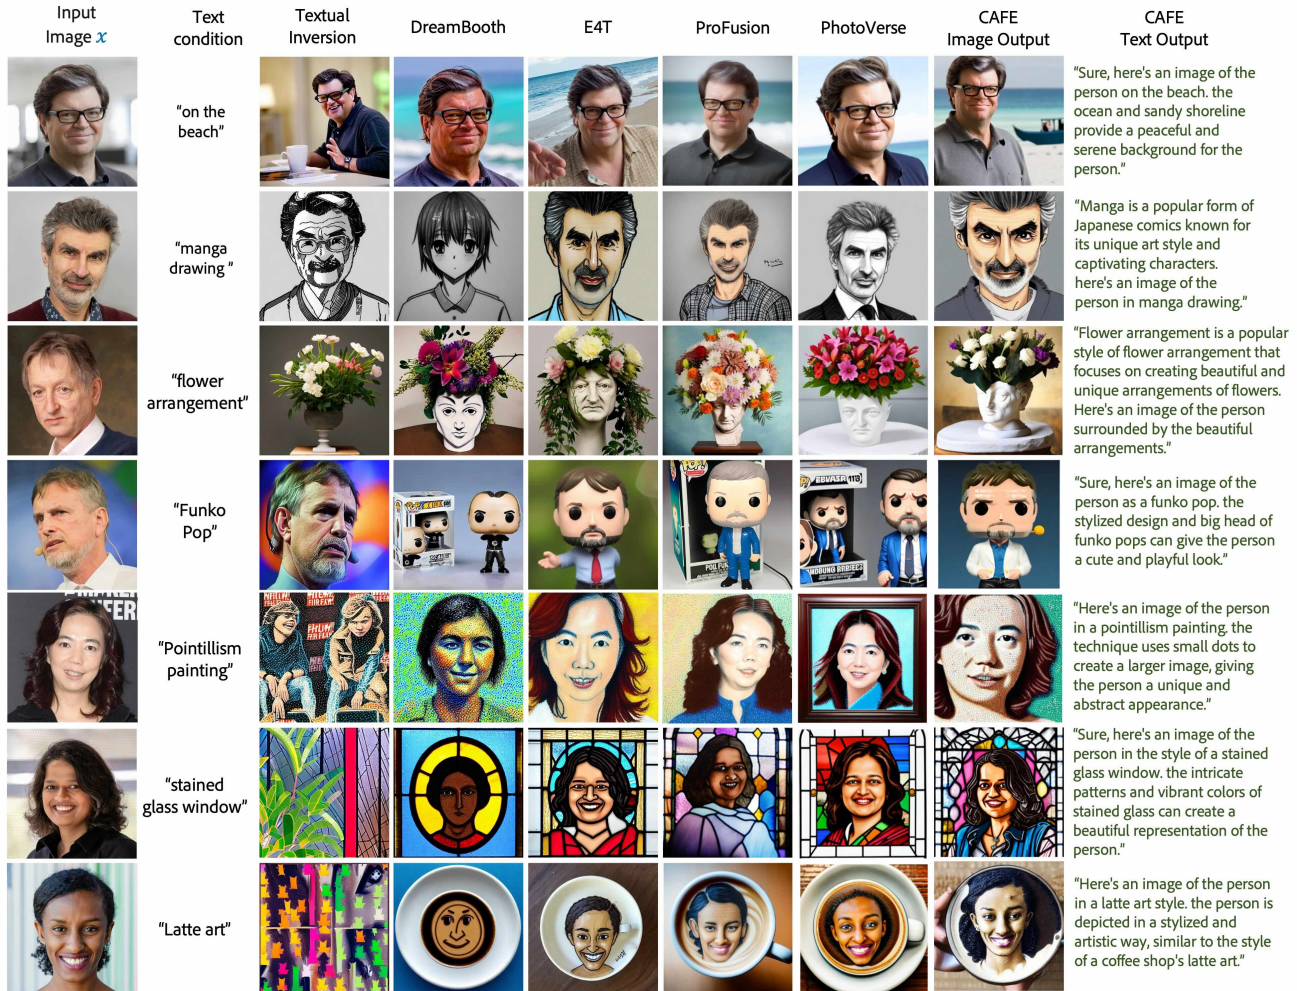 Input
Image x
Text
condition
Textual
Inversion
DreamBooth
E4T
ProFusion
PhotoVerse
CAFE
Image Output
CAFE
Text Output
"on the
beach"
"Sure, here's an image of the
person on the beach. the
ocean and sandy shoreline
provide a peaceful and
serene background for the
person."
"manga
drawing "
"Manga is a popular form of
Japanese comics known for
its unique art style and
captivating characters.
here's an image of the
person in manga drawing."
"flower
arrangement"
"Flower arrangement is a popular
style of flower arrangement that
focuses on creating beautiful and
unique arrangements of flowers.
Here's an image of the person
surrounded by the beautiful
arrangements."
"Funko
Pop"
"Sure, here's an image of the
person as a funko pop. the
stylized design and big head of
funko pops can give the person
a cute and playful look."
"Pointillism
painting"
"Here's an image of the person
in a pointillism painting. the
technique uses small dots to
create a larger image, giving
the person a unique and
abstract appearance."
"stained
glass window"
"Sure, here's an image of the
person in the style of a stained
glass window. the intricate
patterns and vibrant colors of
stained glass can create a
beautiful representation of the
person."
"Latte art"
"Here's an image of the person
in a latte art style. the person is
depicted in a stylized and
artistic way, similar to the style
of a coffee shop's latte art."